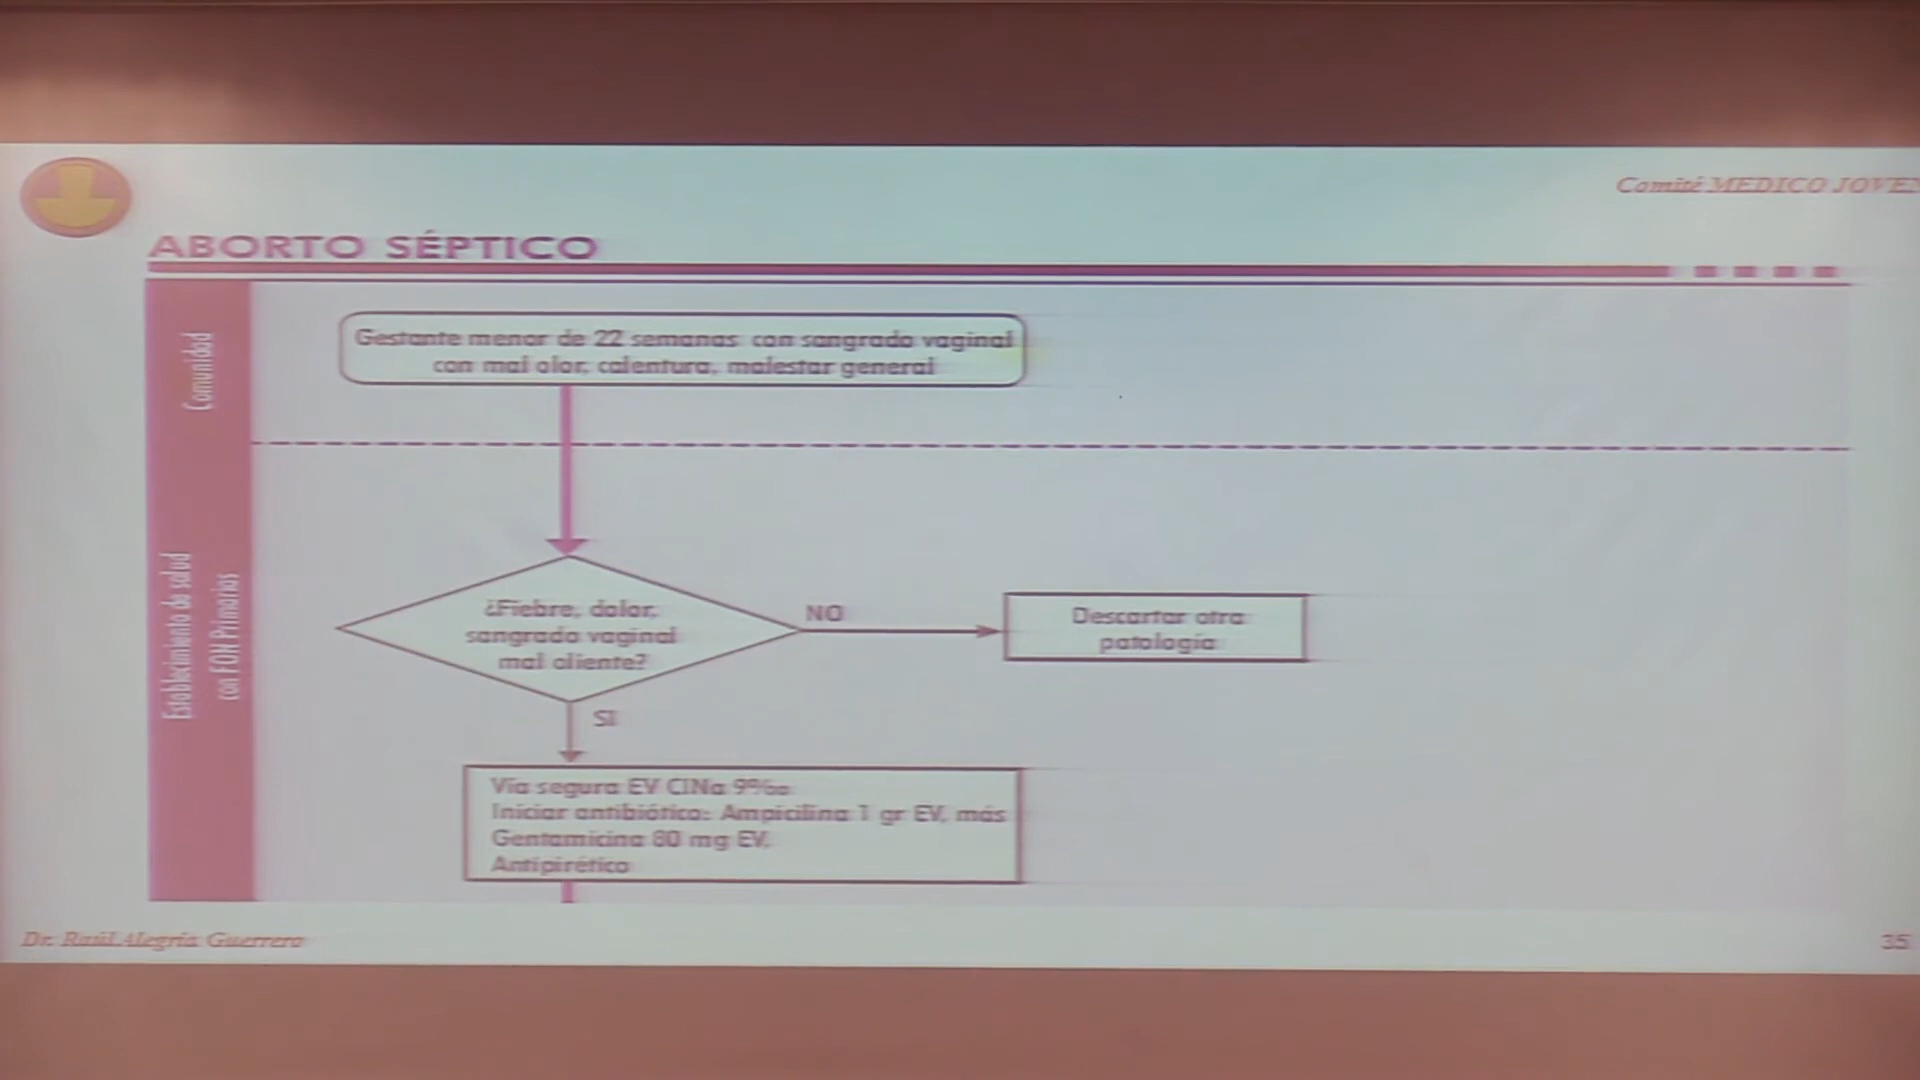 Comité MEDICO JOVEN
ABORTO SÉPTICO
Comunidad
Gestante menor de 22 semanas con sangrado vaginal
con mal olor, calentura, malestar general
Establecimiento de salud
con FON Primarias
¿Fiebre, dolor,
sangrado vaginal
mal oliente?
NO
Descartar otra
patología
SI
Vía segura EV ClNa 9‰
Iniciar antibiótico: Ampicilina 1 gr EV, más
Gentamicina 80 mg EV.
Antipirético
Dr. Raúl Alegría Guerrero
35